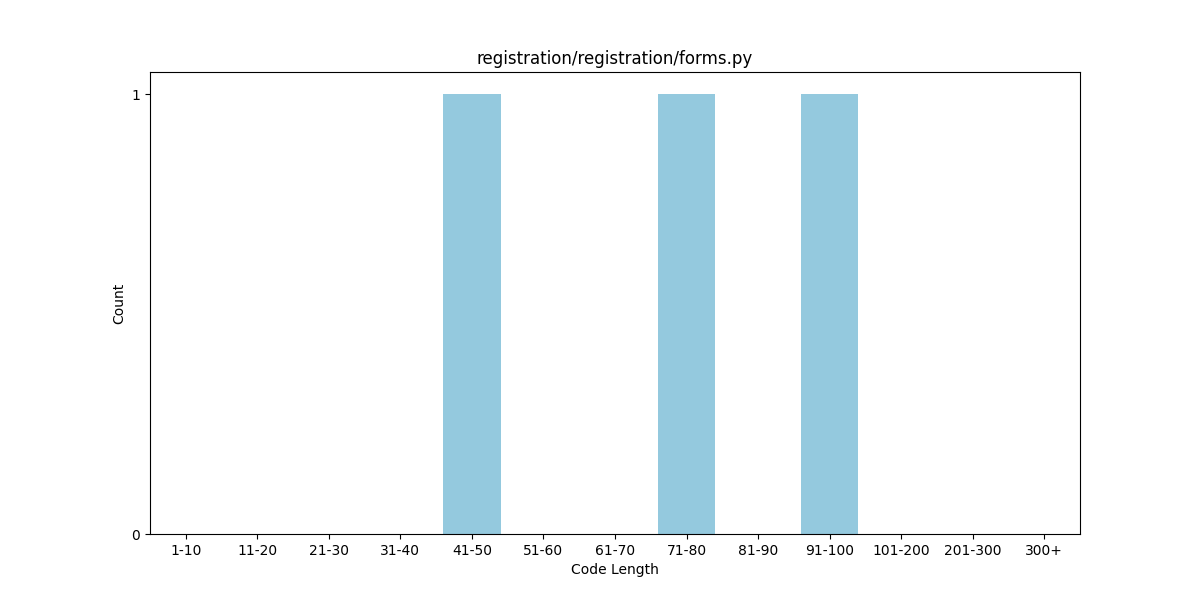 registration/registration/forms.py
Count
1
0
1-10 11-20 21-30 31-40 41-50 51-60 61-70 71-80 81-90 91-100 101-200 201-300 300+
Code Length